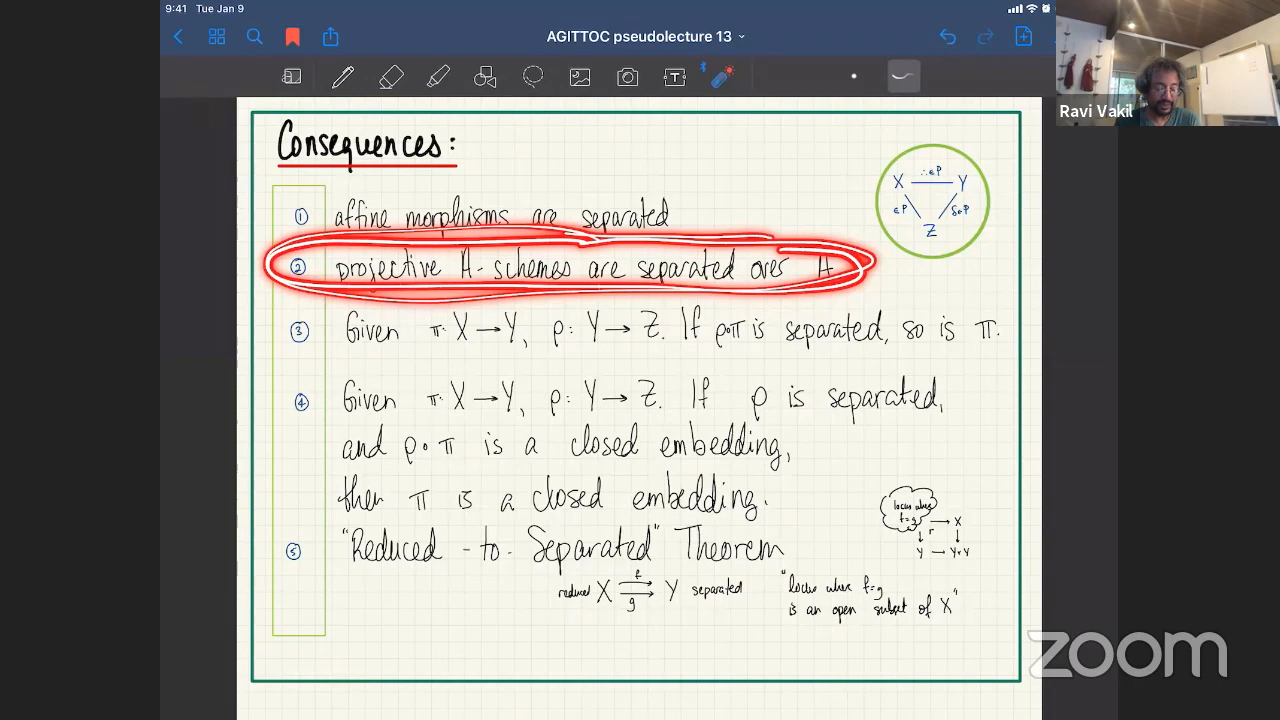 9:41 Tue Jan 9
AGITTOC pseudolecture 13
T
Ravi Vakil
Consequences:
X ∴∈P Y
∈P δ∈P
Z
① affine morphisms are separated
② projective A-schemes are separated over A
③ Given π: X → Y, ρ: Y → Z. If ρ∘π is separated, so is π.
④ Given π: X → Y, ρ: Y → Z. If ρ is separated,
and ρ∘π is a closed embedding,
then π is a closed embedding.
⑤ "Reduced-to-Separated" Theorem
locus where
f=g → X
↓ r ↓
Y → Y×Y
reduced X f Y separated
g
"locus where f=g
is an open subset of X"
zoom